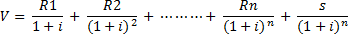 V = R1/(1 + i) + R2/(1 + i)² + ⋯⋯⋯ + Rn/(1 + i)ⁿ + s/(1 + i)ⁿ